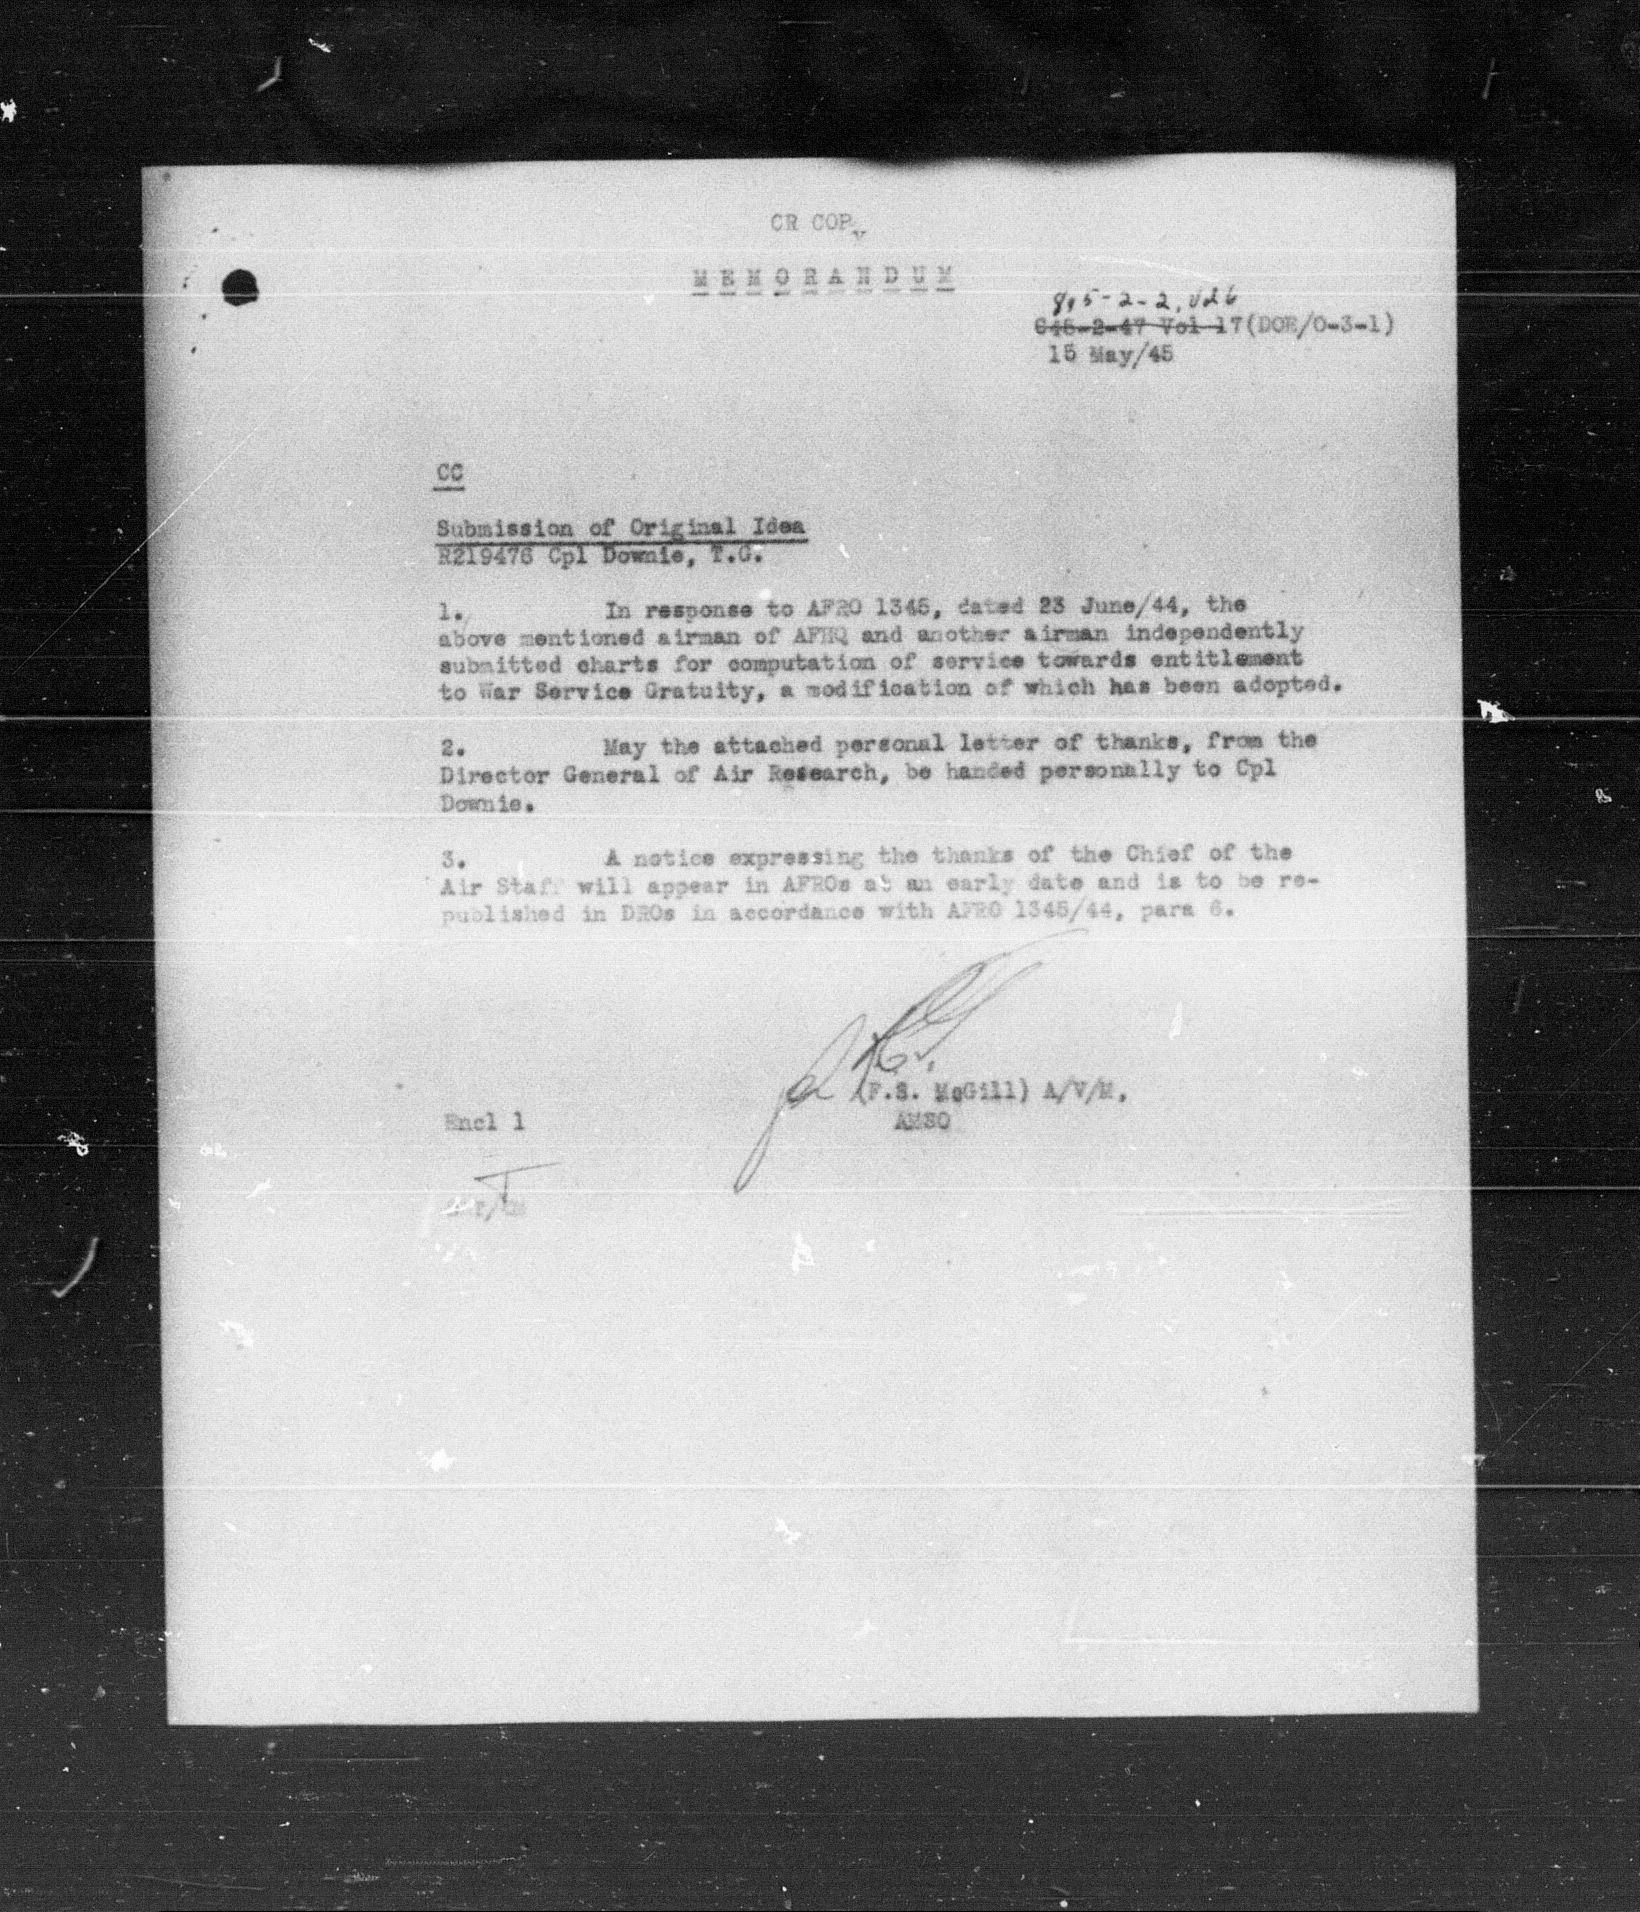 CR COPY
MEMORANDUM
8.5-2-2, Vol 6
C45-2-47 Vol 17(DOR/O-3-1)
15 May/45
CC
Submission of Original Idea
R219476 Cpl Downie, T.G.
1. In response to AFRO 1345, dated 23 June/44, the
above mentioned airman of AFHQ and another airman independently
submitted charts for computation of service towards entitlement
to War Service Gratuity, a modification of which has been adopted.
2. May the attached personal letter of thanks, from the
Director General of Air Research, be handed personally to Cpl
Downie.
3. A notice expressing the thanks of the Chief of the
Air Staff will appear in AFROs at an early date and is to be re-
published in DROs in accordance with AFRO 1345/44, para 6.
(F.S. McGill) A/V/M,
AMSO
Encl 1